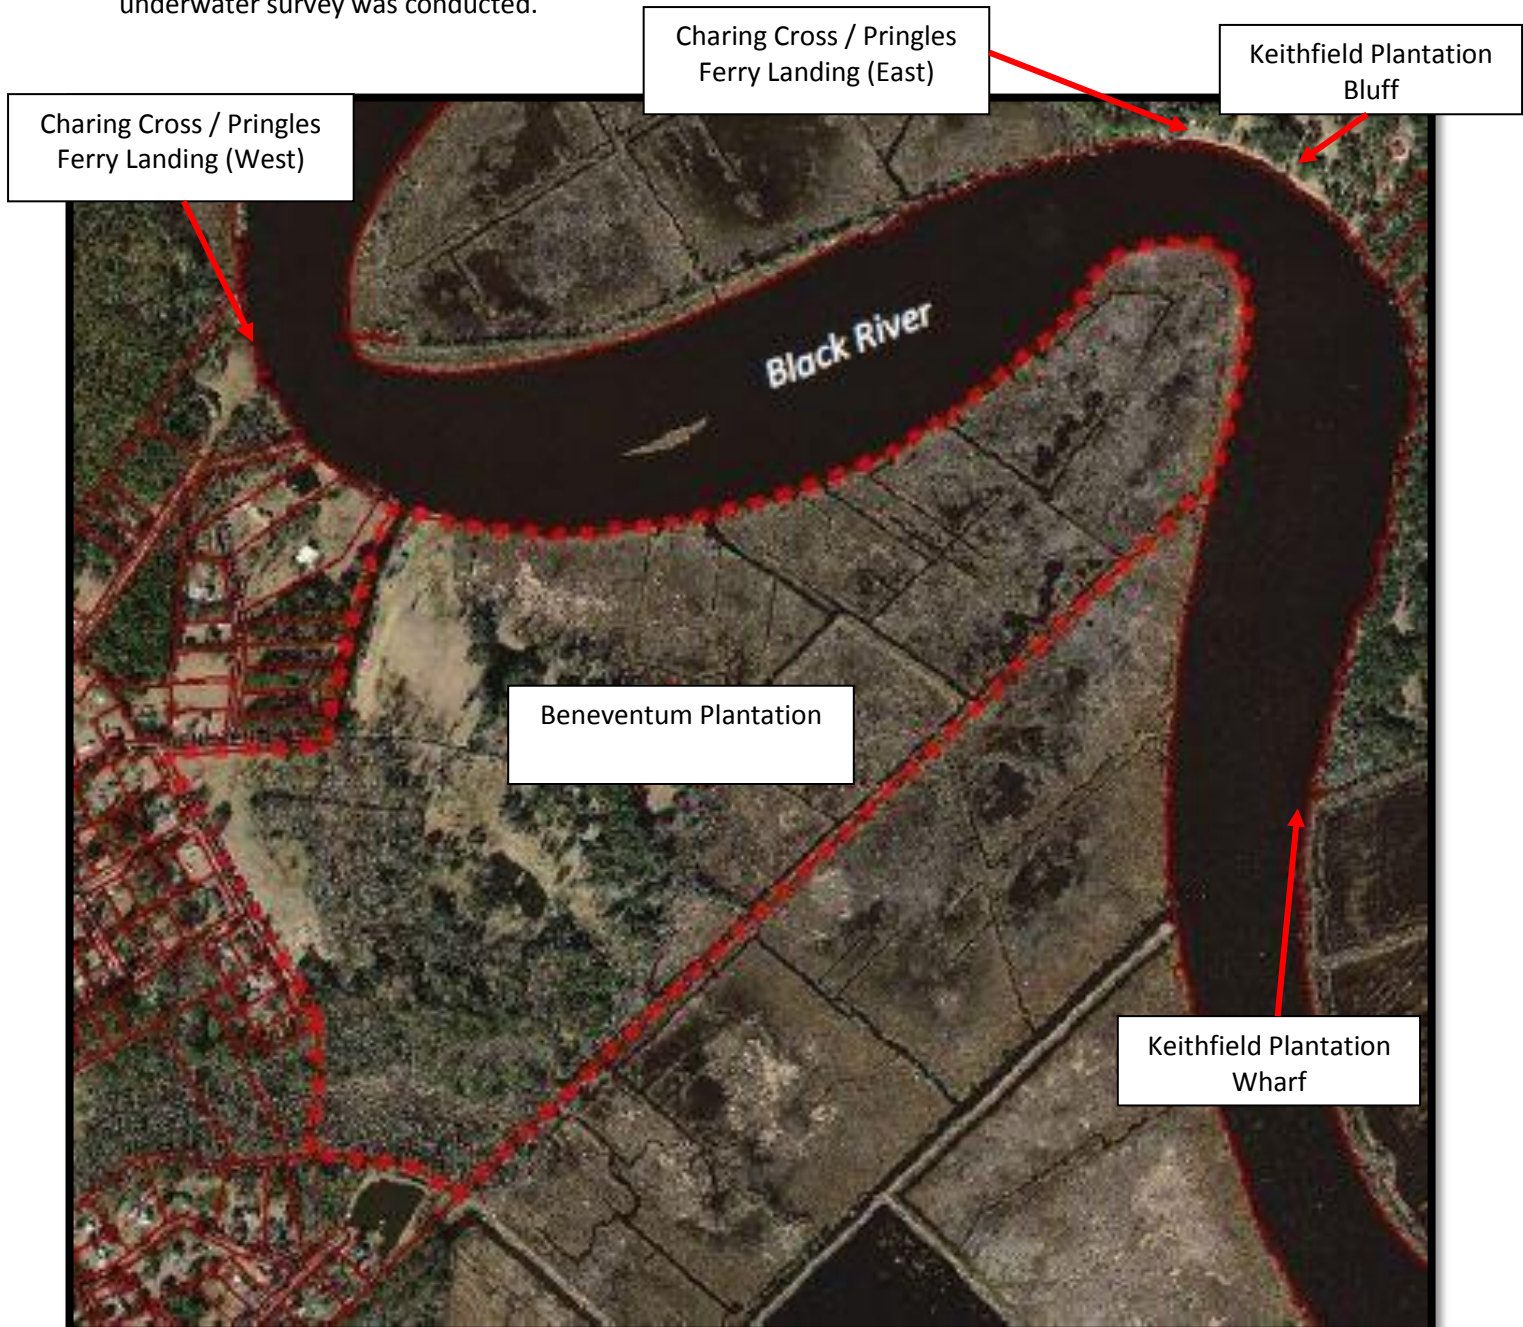 underwater survey was conducted.
Charing Cross / Pringles
Ferry Landing (East)
Keithfield Plantation
Bluff
Charing Cross / Pringles
Ferry Landing (West)
Black River
Beneventum Plantation
Keithfield Plantation
Wharf